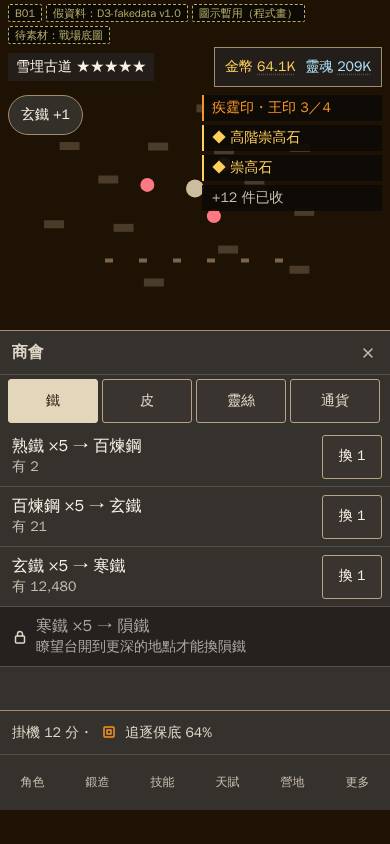 B01 假資料：D3-fakedata v1.0 圖示暫用（程式畫）
待素材：戰場底圖
雪埋古道 ★★★★★
金幣 64.1K 靈魂 209K
玄鐵 +1
疾霆印・王印 3／4
◆ 高階崇高石
◆ 崇高石
+12 件已收
商會 ×
鐵 皮 靈絲 通貨
熟鐵 ×5 → 百煉鋼
有 2
換 1
百煉鋼 ×5 → 玄鐵
有 21
換 1
玄鐵 ×5 → 寒鐵
有 12,480
換 1
寒鐵 ×5 → 隕鐵
瞭望台開到更深的地點才能換隕鐵
掛機 12 分・ 追逐保底 64%
角色 鍛造 技能 天賦 營地 更多